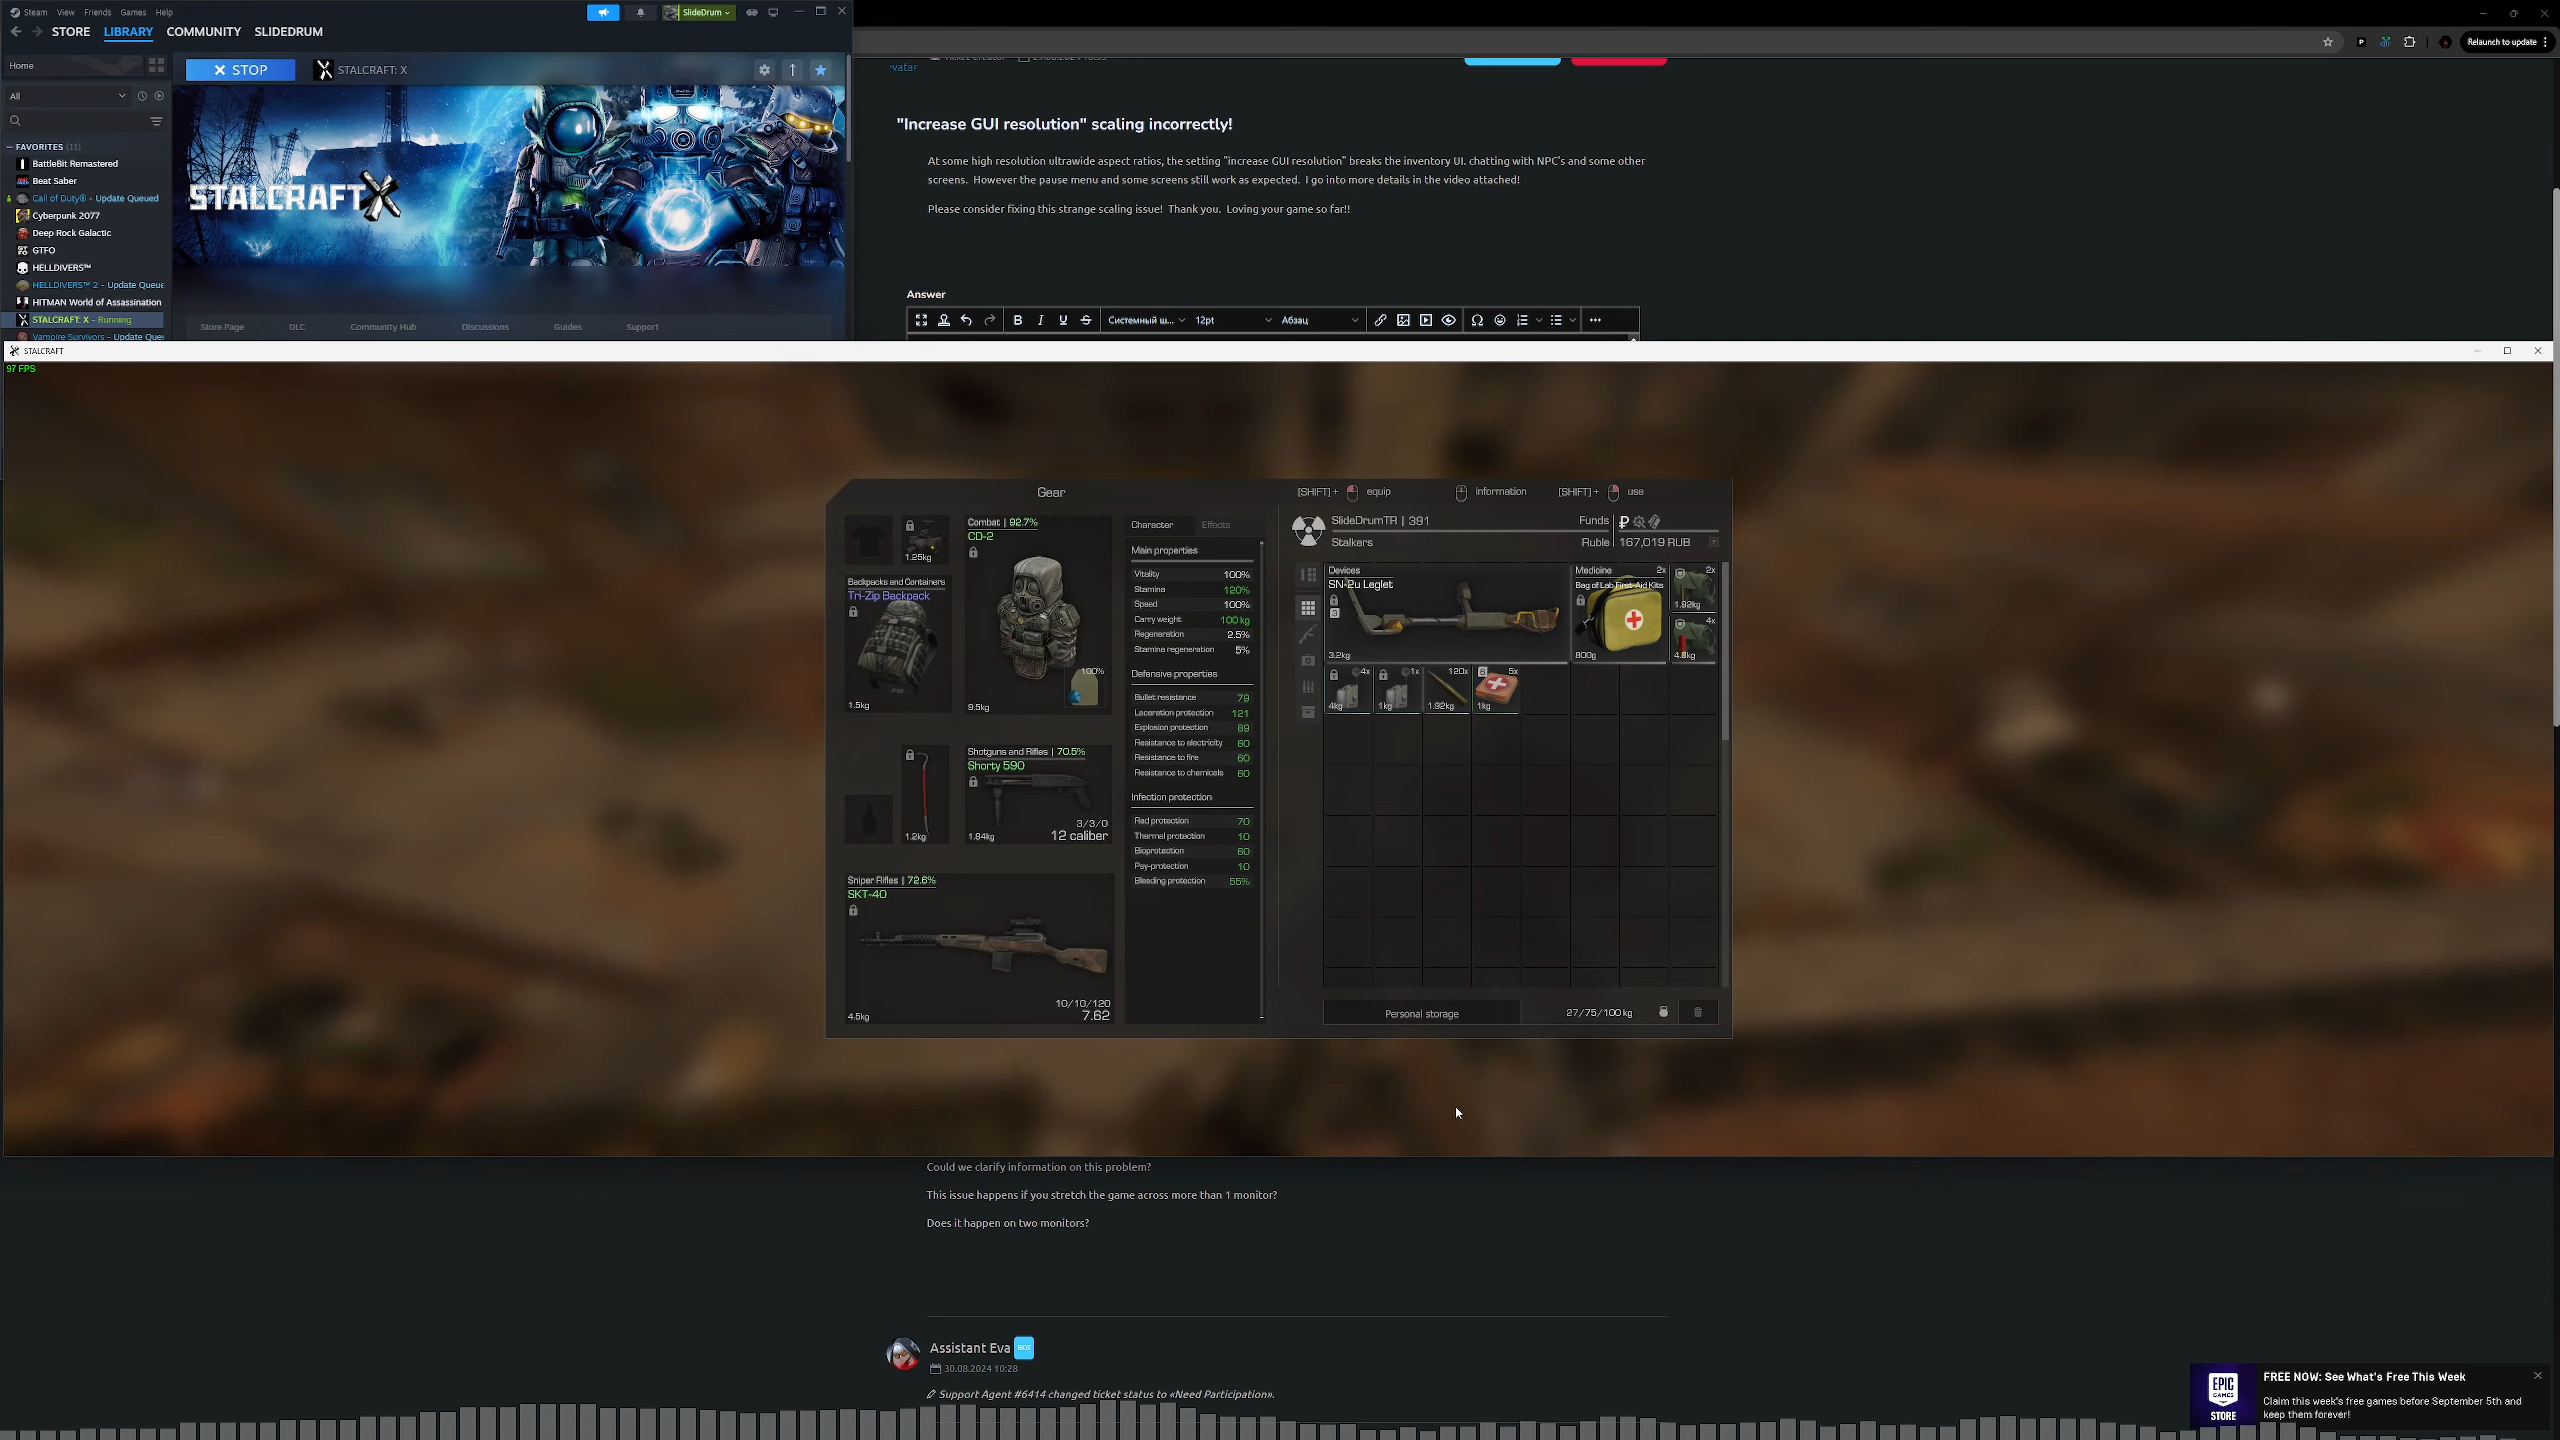 Steam View Friends Games Help
SlideDrum
STORE LIBRARY COMMUNITY SLIDEDRUM
Relaunch to update
Home
STOP
STALCRAFT: X
All
STALCRAFT X
FAVORITES (11)
BattleBit Remastered
Beat Saber
Call of Duty® - Update Queued
Cyberpunk 2077
Deep Rock Galactic
GTFO
HELLDIVERS™
HELLDIVERS™ 2 - Update Queue
HITMAN World of Assassination
STALCRAFT: X - Running
Vampire Survivors - Update Que
Store Page DLC Community Hub Discussions Guides Support
vatar
"Increase GUI resolution" scaling incorrectly!
At some high resolution ultrawide aspect ratios, the setting "increase GUI resolution" breaks the inventory UI. chatting with NPC's and some other
screens. However the pause menu and some screens still work as expected. I go into more details in the video attached!
Please consider fixing this strange scaling issue! Thank you. Loving your game so far!!
Answer
B I U S Системный ш... 12pt Абзац
STALCRAFT
97 FPS
Gear
[SHIFT] + equip information [SHIFT] + use
1.25kg
Combat | 92.7%
CD-2
100%
9.5kg
Backpacks and Containers
Tri-Zip Backpack
1.5kg
1.2kg
Shotguns and Rifles | 70.5%
Shorty 590
3/3/0
1.84kg 12 caliber
Sniper Rifles | 72.6%
SKT-40
10/10/120
4.5kg 7.62
Character Effects
Main properties
Vitality 100%
Stamina 120%
Speed 100%
Carry weight 100 kg
Regeneration 2.5%
Stamina regeneration 5%
Defensive properties
Bullet resistance 79
Laceration protection 121
Explosion protection 89
Resistance to electricity 60
Resistance to fire 60
Resistance to chemicals 60
Infection protection
Rad protection 70
Thermal protection 10
Bioprotection 60
Psy-protection 10
Bleeding protection 55%
SlideDrumTR | 391 Funds ₽
Stalkers Ruble 167,019 RUB
Devices
SN-2u Leglet
3
3.2kg
Medicine 2x
Bag of Lab First-Aid Kits
800g
2x
1.92kg
4x
4.8kg
4x
4kg
1x
1kg
120x
1.92kg
6 5x
1kg
Personal storage 27/75/100 kg
Could we clarify information on this problem?
This issue happens if you stretch the game across more than 1 monitor?
Does it happen on two monitors?
Assistant Eva BOT
30.08.2024 10:28
Support Agent #6414 changed ticket status to «Need Participation».
EPIC GAMES STORE
FREE NOW: See What's Free This Week
Claim this week's free games before September 5th and
keep them forever!